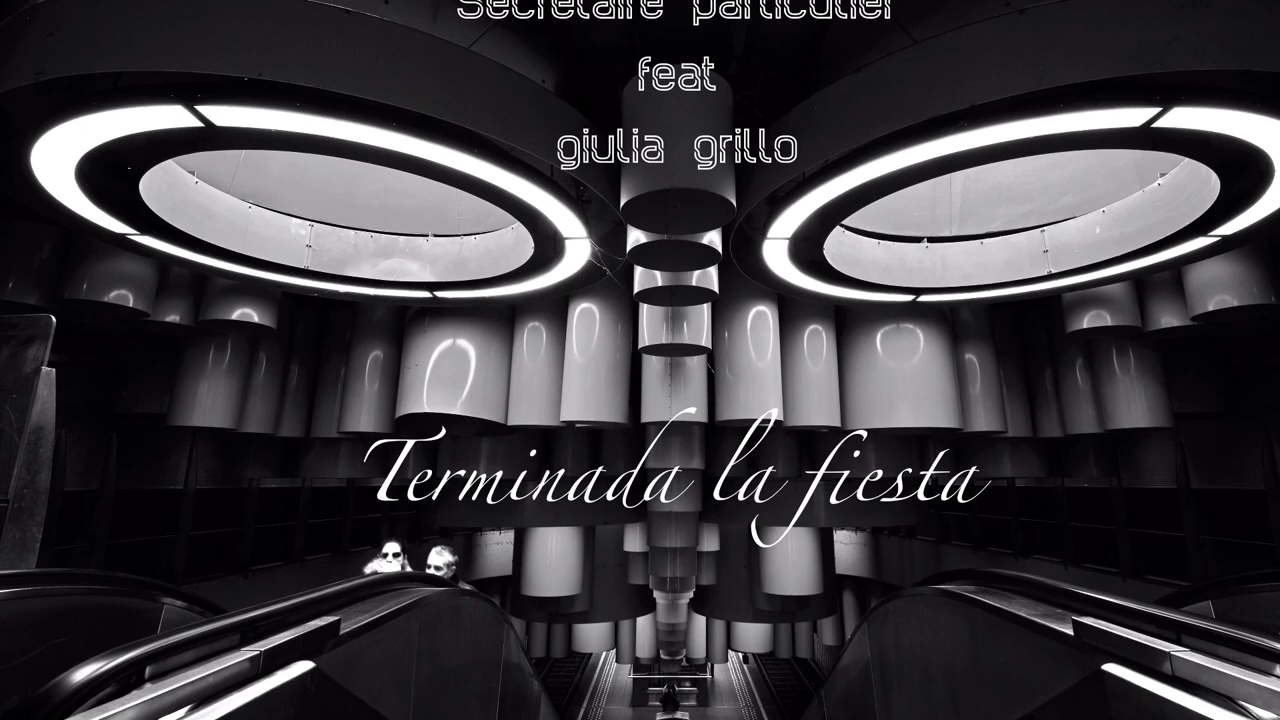 Secretaire particulier
feat
giulia grillo
Terminada la fiesta